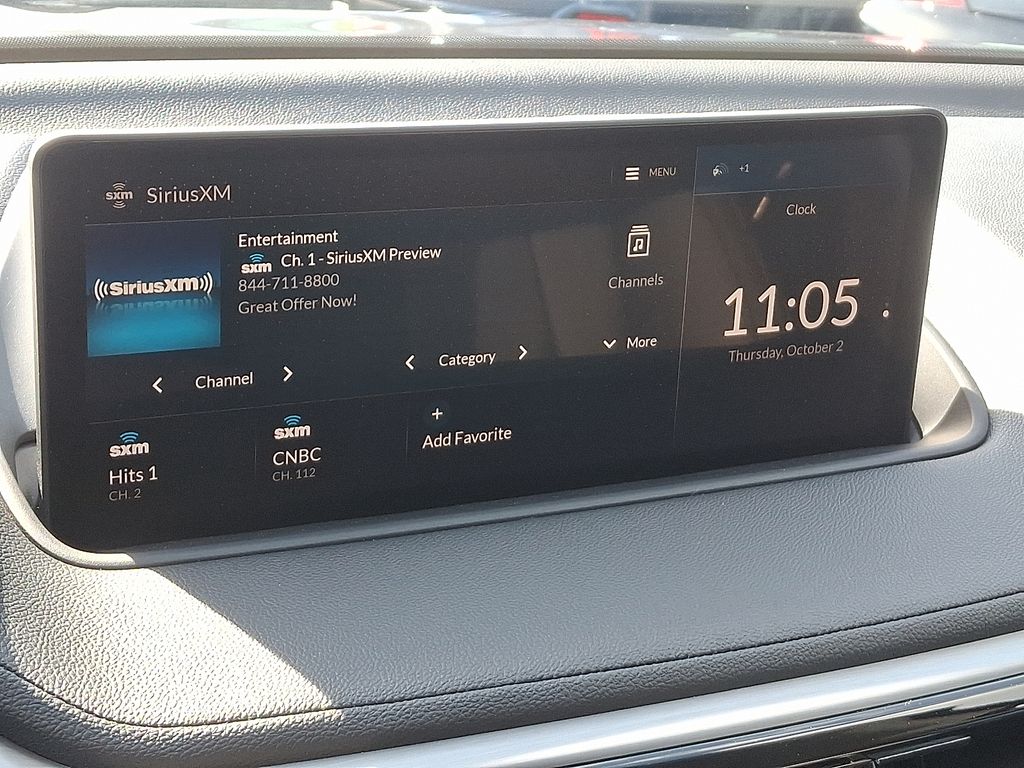 sxm SiriusXM
MENU
+1
Clock
SiriusXM
Entertainment
sxm Ch. 1 - SiriusXM Preview
844-711-8800
Great Offer Now!
Channels
11:05
Thursday, October 2
Channel
Category
More
sxm
Hits 1
CH. 2
sxm
CNBC
CH. 112
+
Add Favorite